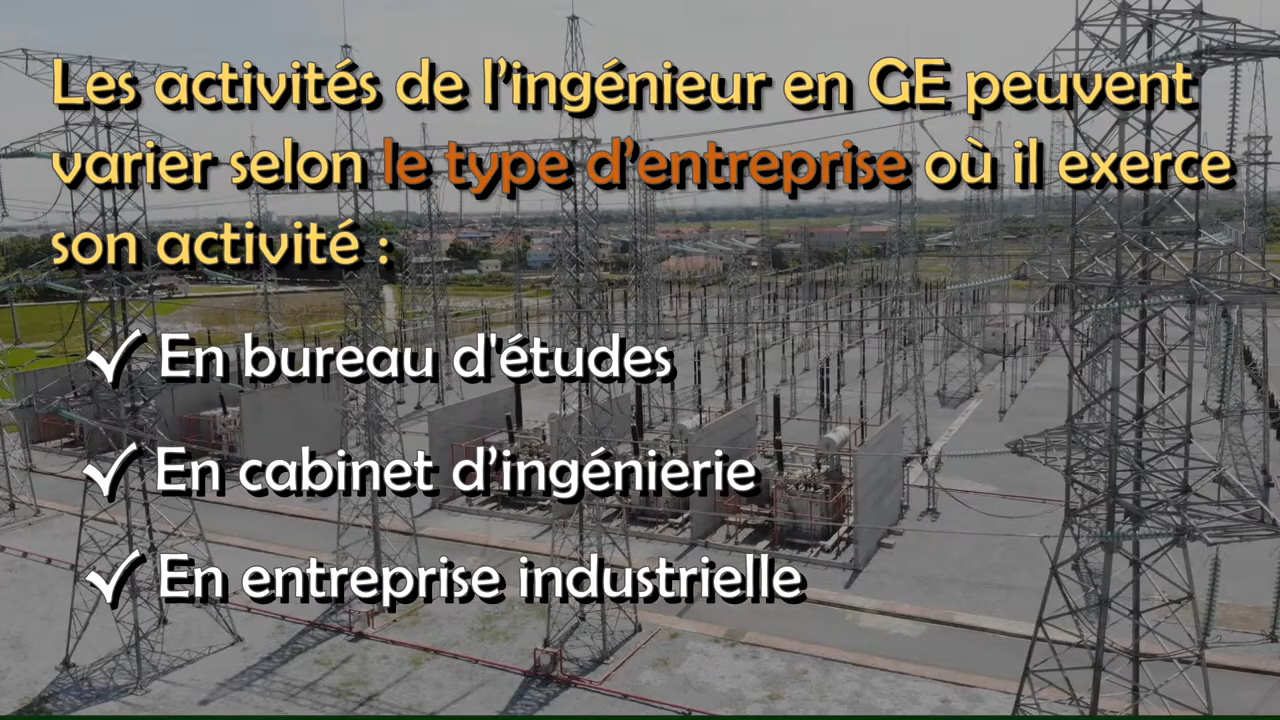 Les activités de l’ingénieur en GE peuvent
varier selon le type d’entreprise où il exerce
son activité :
✓ En bureau d'études
✓ En cabinet d’ingénierie
✓ En entreprise industrielle